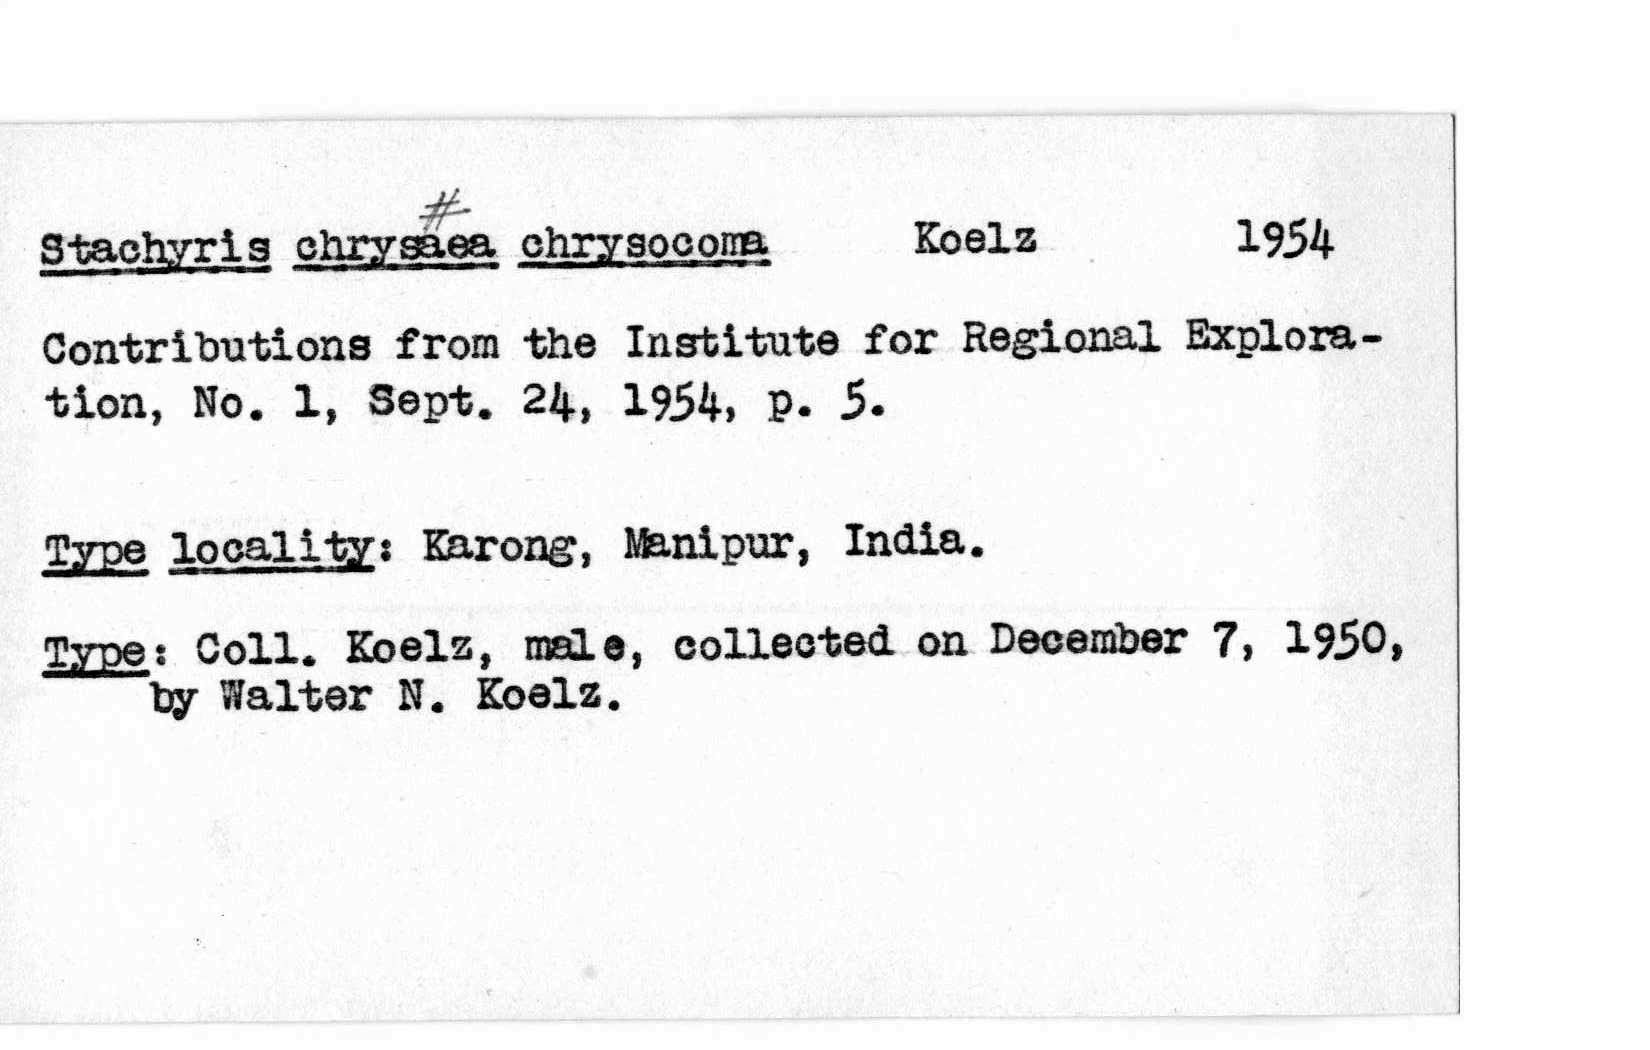 #
Stachyris chrysaea chrysocoma Koelz 1954
Contributions from the Institute for Regional Explora-
tion, No. 1, Sept. 24, 1954, p. 5.
Type locality: Karong, Manipur, India.
Type: Coll. Koelz, male, collected on December 7, 1950,
by Walter N. Koelz.